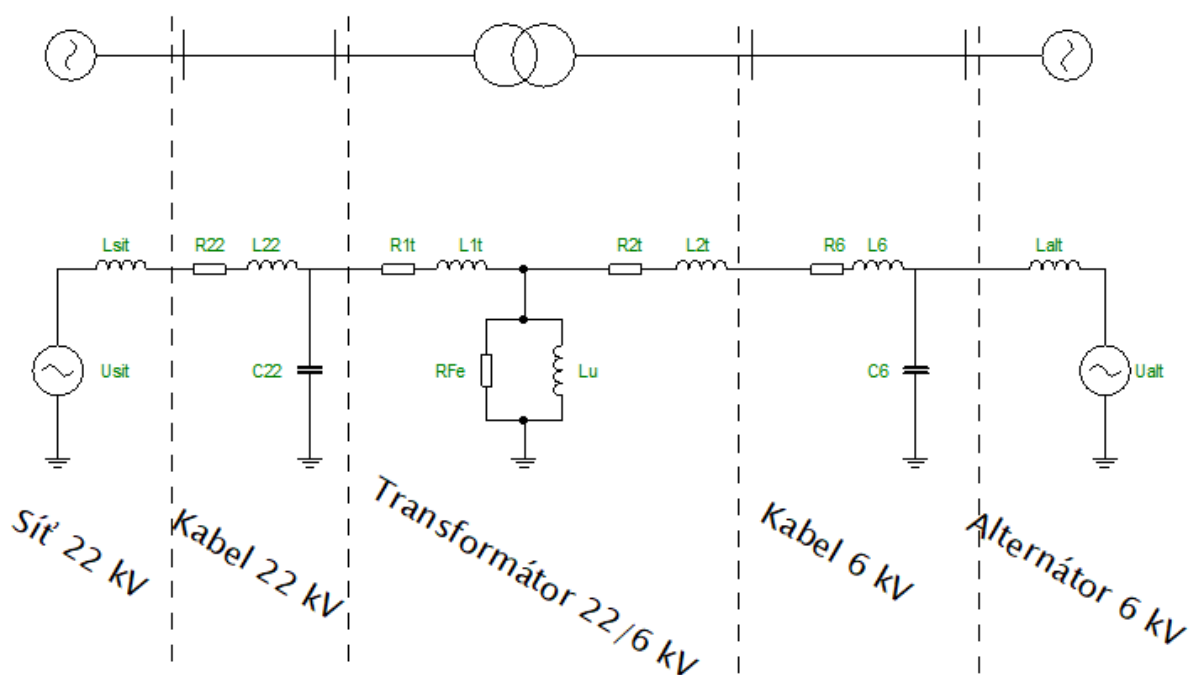 Lsit
R22
L22
R1t
L1t
R2t
L2t
R6
L6
Lalt
Usit
C22
RFe
Lu
C6
Ualt
Síť 22 kV
Kabel 22 kV
Transformátor 22/6 kV
Kabel 6 kV
Alternátor 6 kV